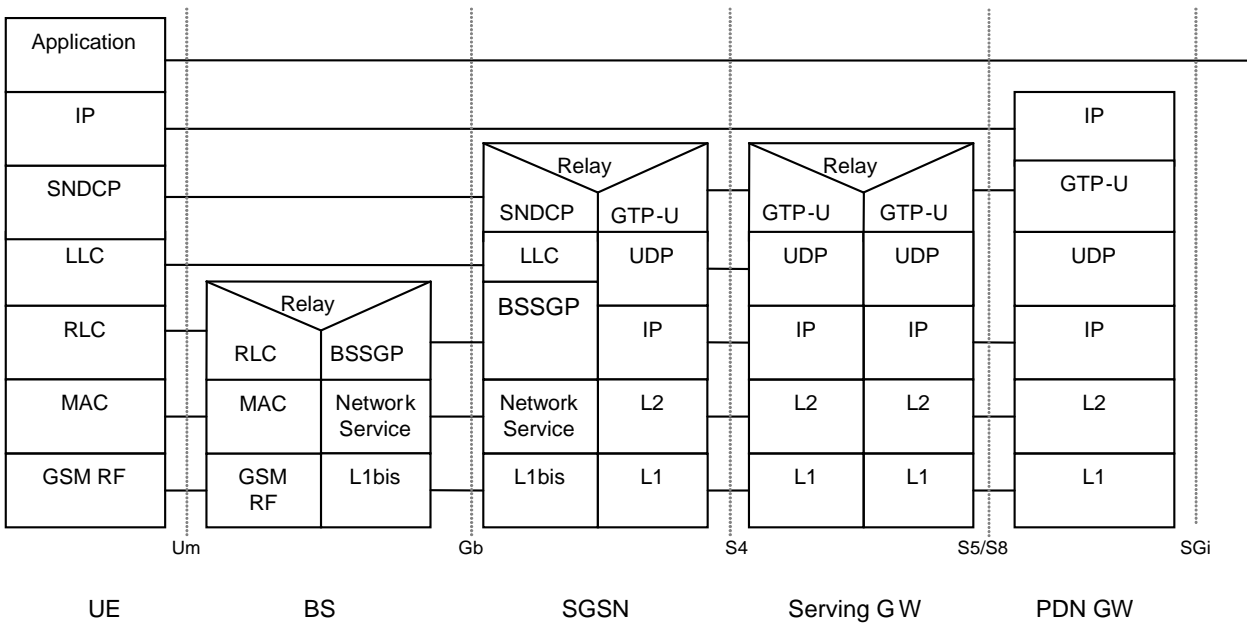 Application
IP
SNDCP
LLC
RLC
MAC
GSM RF
Relay
RLC
BSSGP
MAC
Network
Service
GSM
RF
L1bis
Relay
SNDCP
GTP-U
LLC
UDP
BSSGP
IP
Network
Service
L2
L1bis
L1
Relay
GTP-U
GTP-U
UDP
UDP
IP
IP
L2
L2
L1
L1
IP
GTP-U
UDP
IP
L2
L1
Um
Gb
S4
S5/S8
SGi
UE
BS
SGSN
Serving GW
PDN GW